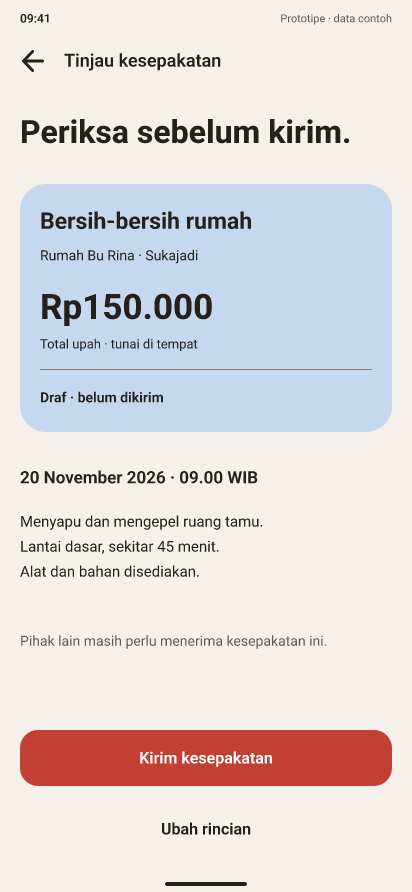 09:41
Prototipe · data contoh
Tinjau kesepakatan
Periksa sebelum kirim.
Bersih-bersih rumah
Rumah Bu Rina · Sukajadi
Rp150.000
Total upah · tunai di tempat
Draf · belum dikirim
20 November 2026 · 09.00 WIB
Menyapu dan mengepel ruang tamu.
Lantai dasar, sekitar 45 menit.
Alat dan bahan disediakan.
Pihak lain masih perlu menerima kesepakatan ini.
Kirim kesepakatan
Ubah rincian